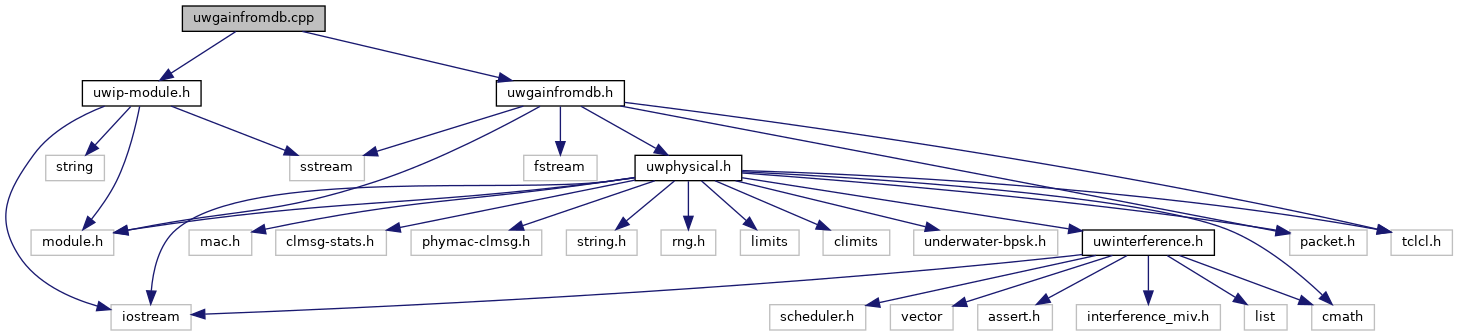 uwgainfromdb.cpp
uwip-module.h
uwgainfromdb.h
string
sstream
fstream
uwphysical.h
module.h
mac.h
clmsg-stats.h
phymac-clmsg.h
string.h
rng.h
limits
climits
underwater-bpsk.h
uwinterference.h
packet.h
tclcl.h
iostream
scheduler.h
vector
assert.h
interference_miv.h
list
cmath